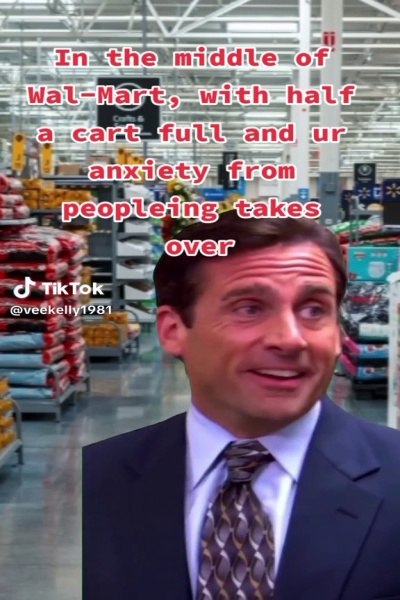 In the middle of
Wal-Mart, with half
a cart full and ur
anxiety from
peopleing takes
over
Crafts &
TikTok
@veekelly1981